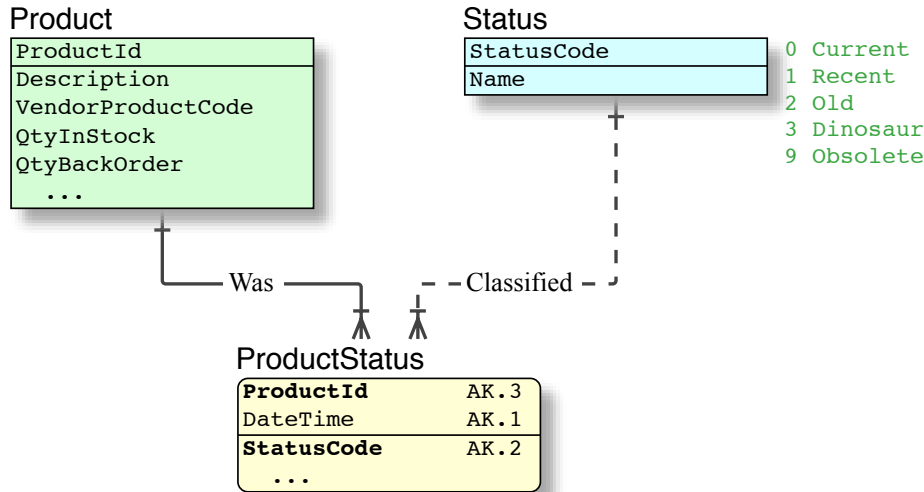 Product
ProductId
Description
VendorProductCode
QtyInStock
QtyBackOrder
...
Status
StatusCode
Name
0 Current
1 Recent
2 Old
3 Dinosaur
9 Obsolete
Was
Classified
ProductStatus
ProductId AK.3
DateTime AK.1
StatusCode AK.2
...